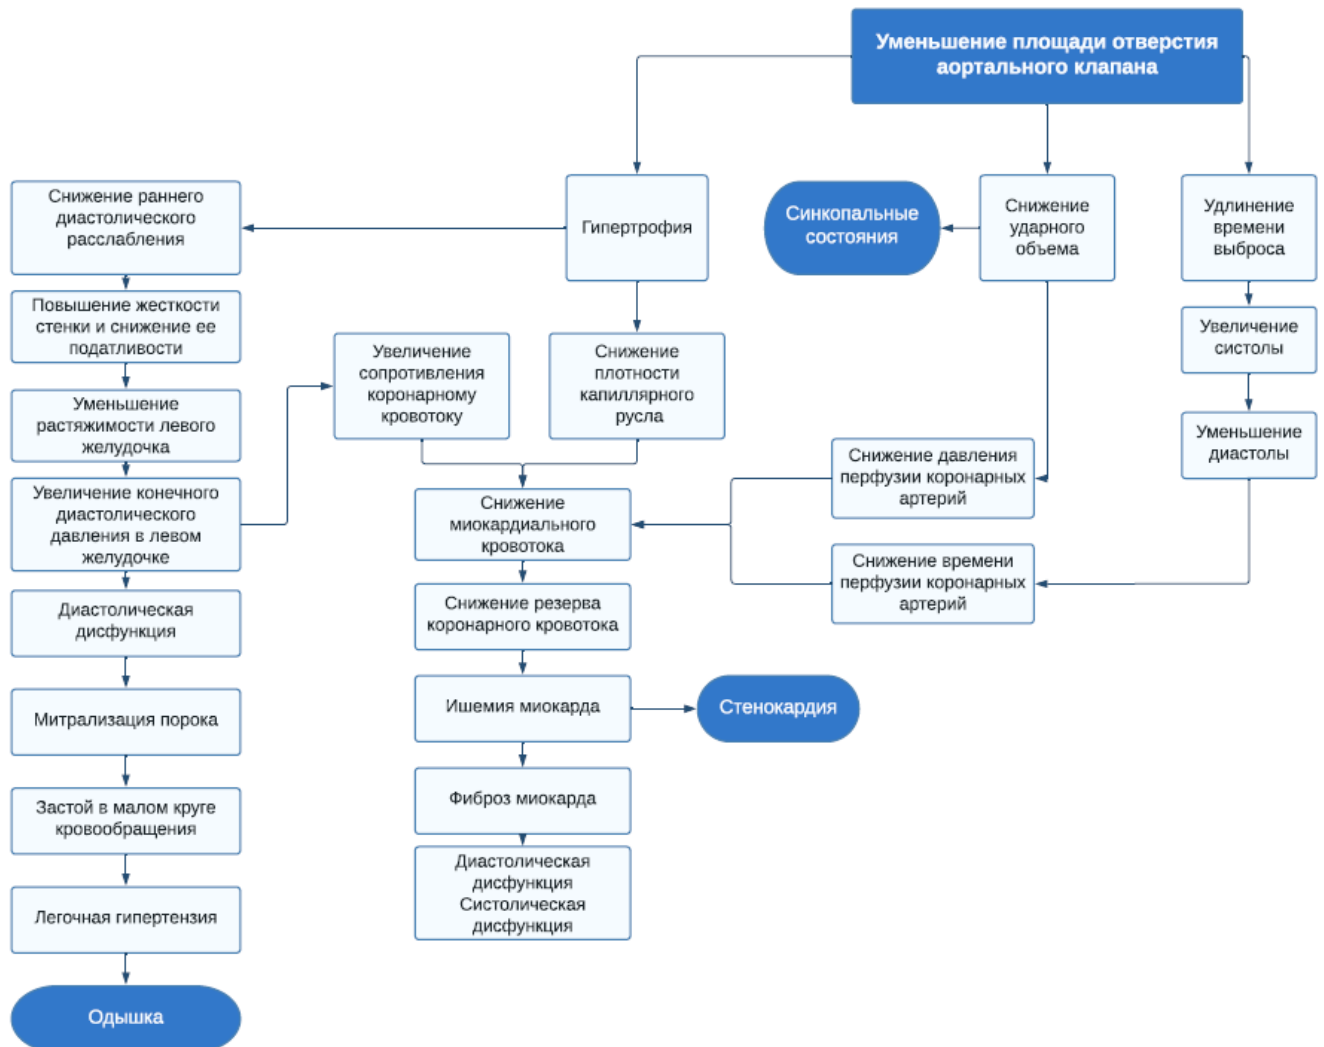 Уменьшение площади отверстия
аортального клапана
Снижение раннего
диастолического
расслабления
Гипертрофия
Синкопальные
состояния
Снижение
ударного
объема
Удлинение
времени
выброса
Повышение жесткости
стенки и снижение ее
податливости
Увеличение
сопротивления
коронарному
кровотоку
Снижение
плотности
капиллярного
русла
Увеличение
систолы
Уменьшение
растяжимости левого
желудочка
Уменьшение
диастолы
Снижение давления
перфузии коронарных
артерий
Увеличение конечного
диастолического
давления в левом
желудочке
Снижение
миокардиального
кровотока
Снижение времени
перфузии коронарных
артерий
Диастолическая
дисфункция
Снижение резерва
коронарного кровотока
Митрализация порока
Ишемия миокарда
Стенокардия
Застой в малом круге
кровообращения
Фиброз миокарда
Диастолическая
дисфункция
Систолическая
дисфункция
Легочная гипертензия
Одышка